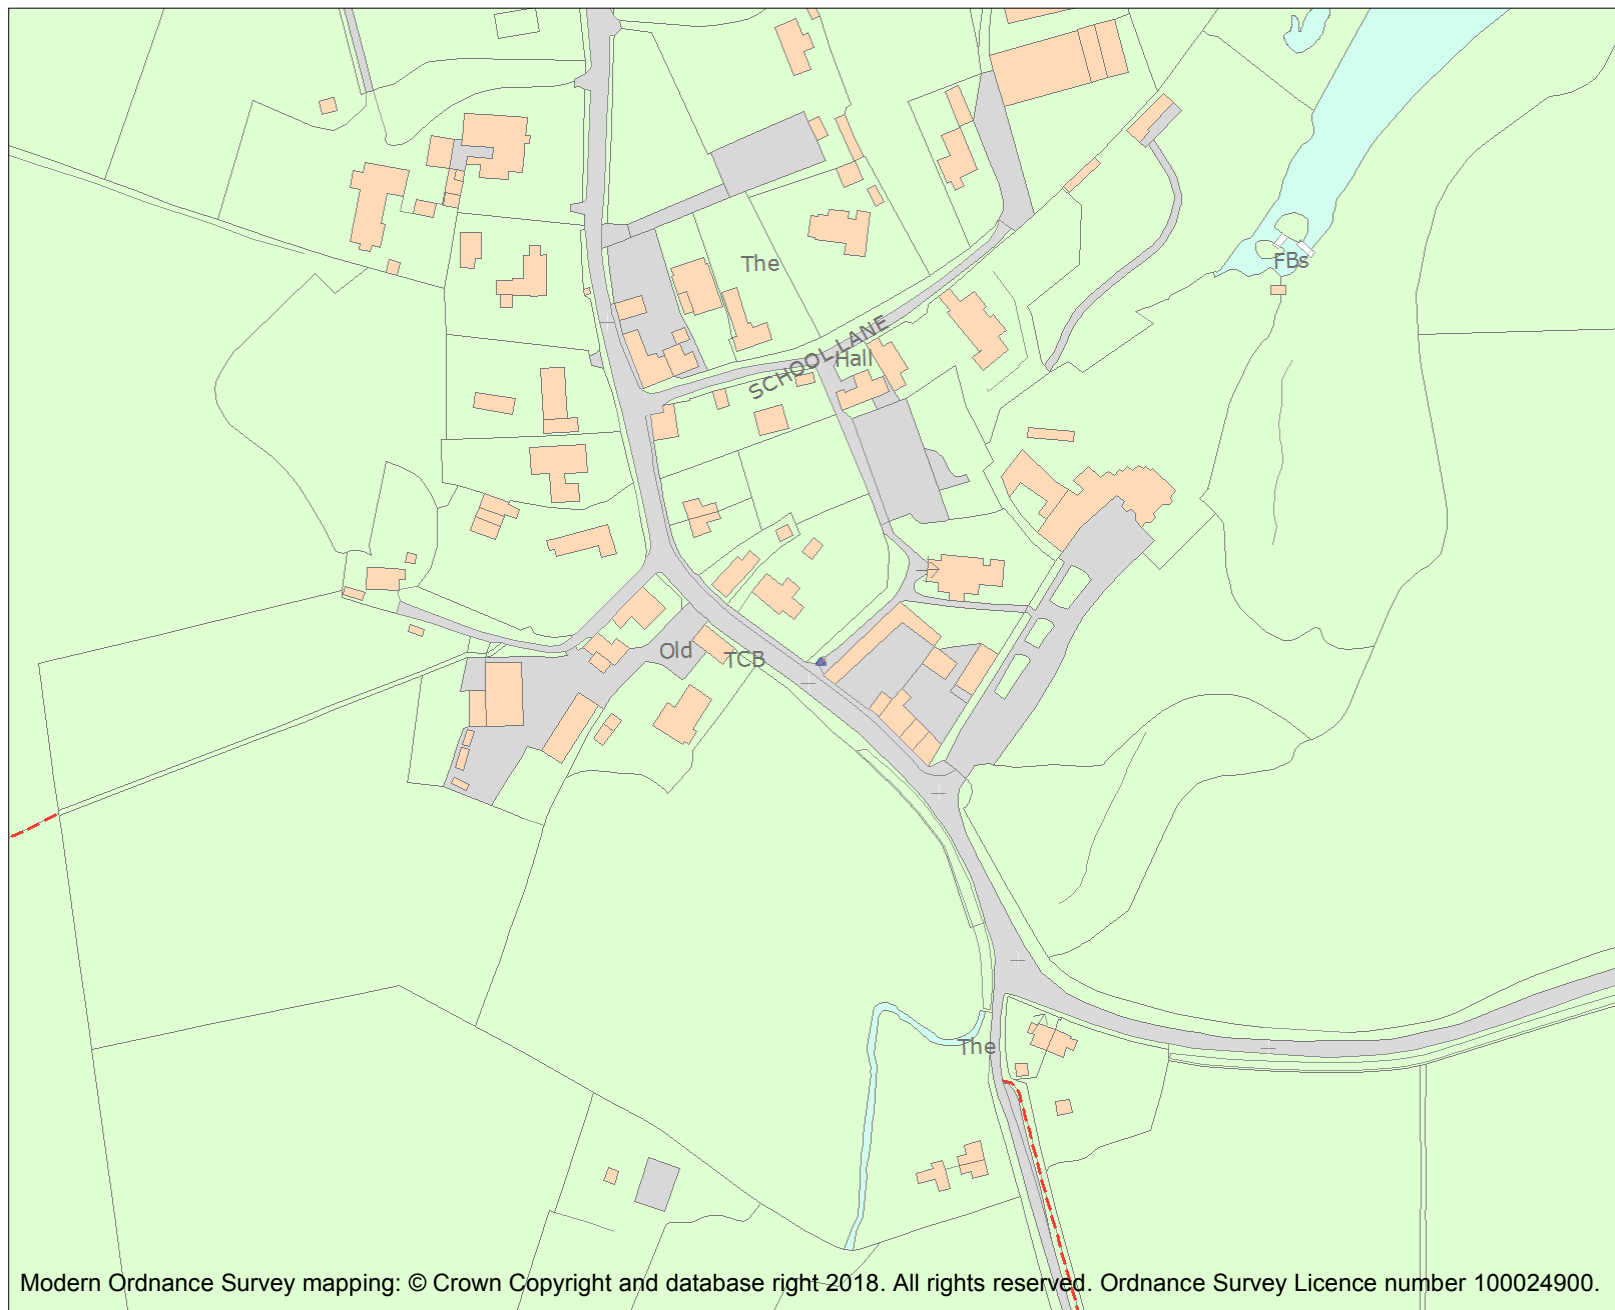 The
FBs
SCHOOL LANE
Hall
Old
TCB
The
Modern Ordnance Survey mapping: © Crown Copyright and database right 2018. All rights reserved. Ordnance Survey Licence number 100024900.